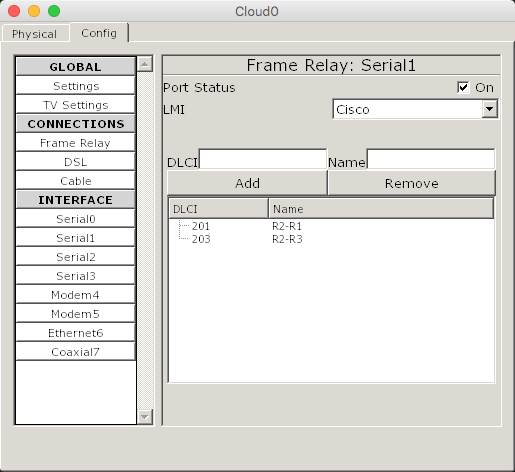 Cloud0
Physical Config
GLOBAL
Settings
TV Settings
CONNECTIONS
Frame Relay
DSL
Cable
INTERFACE
Serial0
Serial1
Serial2
Serial3
Modem4
Modem5
Ethernet6
Coaxial7
Frame Relay: Serial1
Port Status On
LMI Cisco
DLCI Name
Add Remove
DLCI Name
201 R2-R1
203 R2-R3